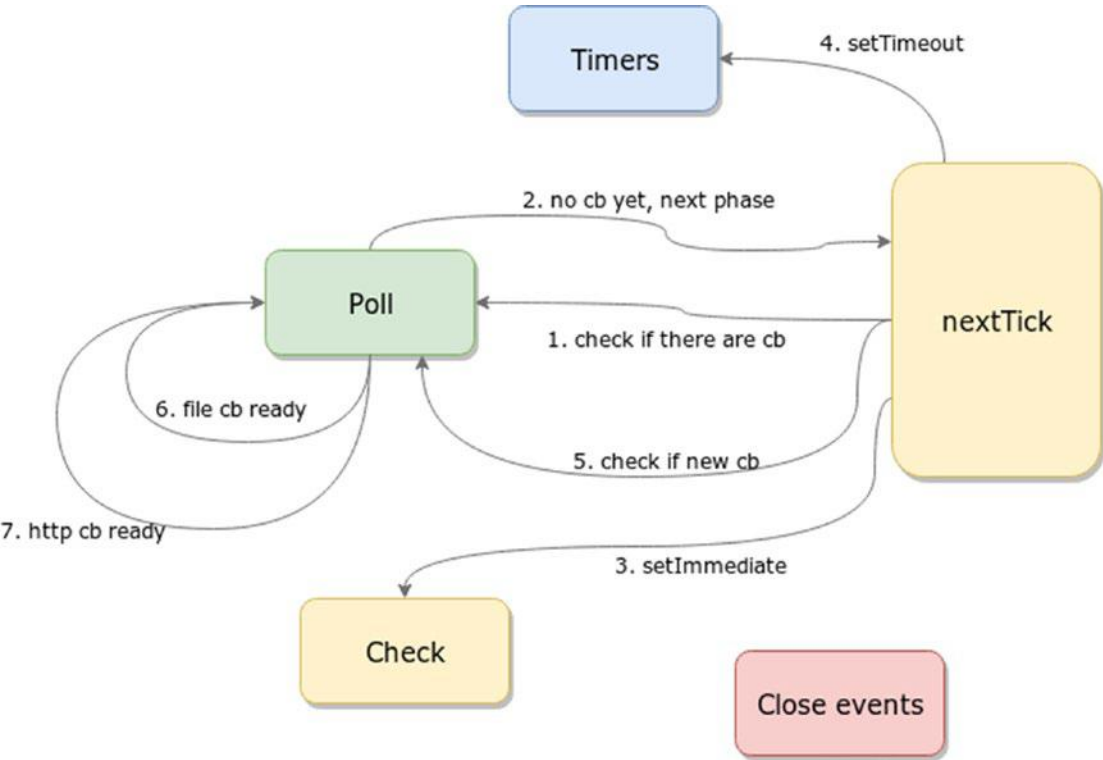 Timers
4. setTimeout
2. no cb yet, next phase
Poll
nextTick
1. check if there are cb
6. file cb ready
5. check if new cb
7. http cb ready
3. setImmediate
Check
Close events